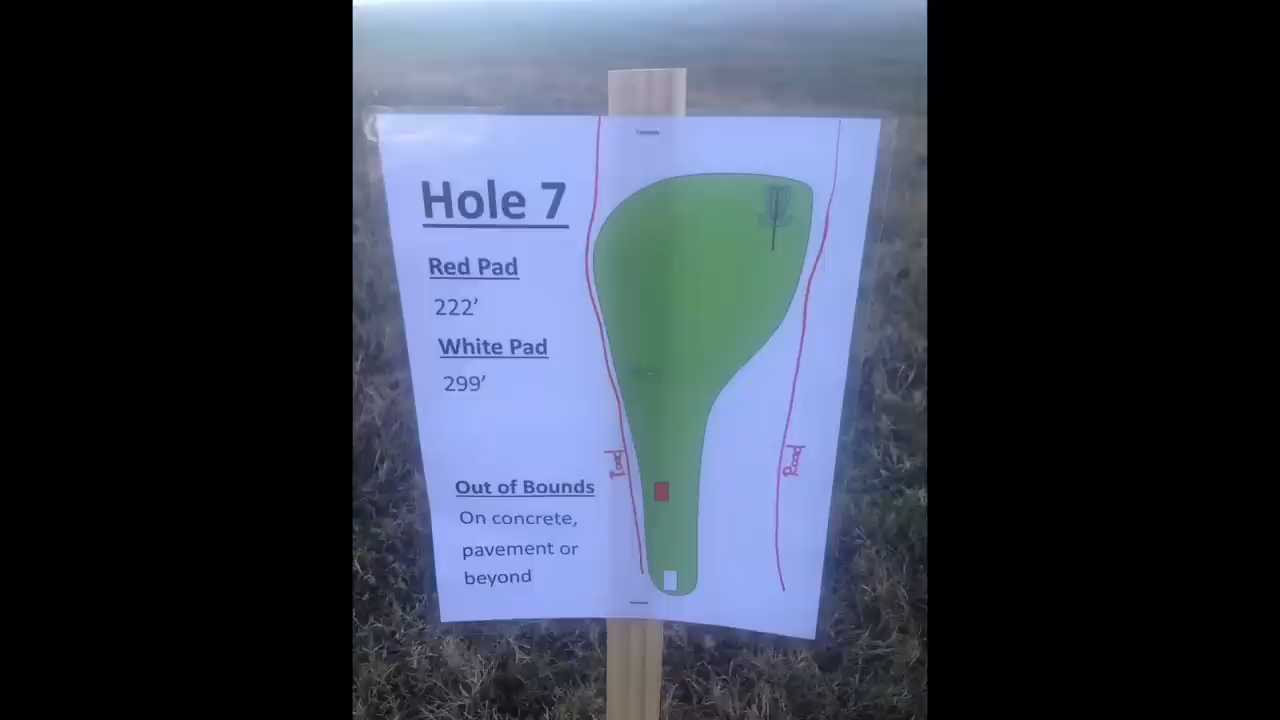 Hole 7
Red Pad
222’
White Pad
299’
Road
Road
Out of Bounds
On concrete,
pavement or
beyond